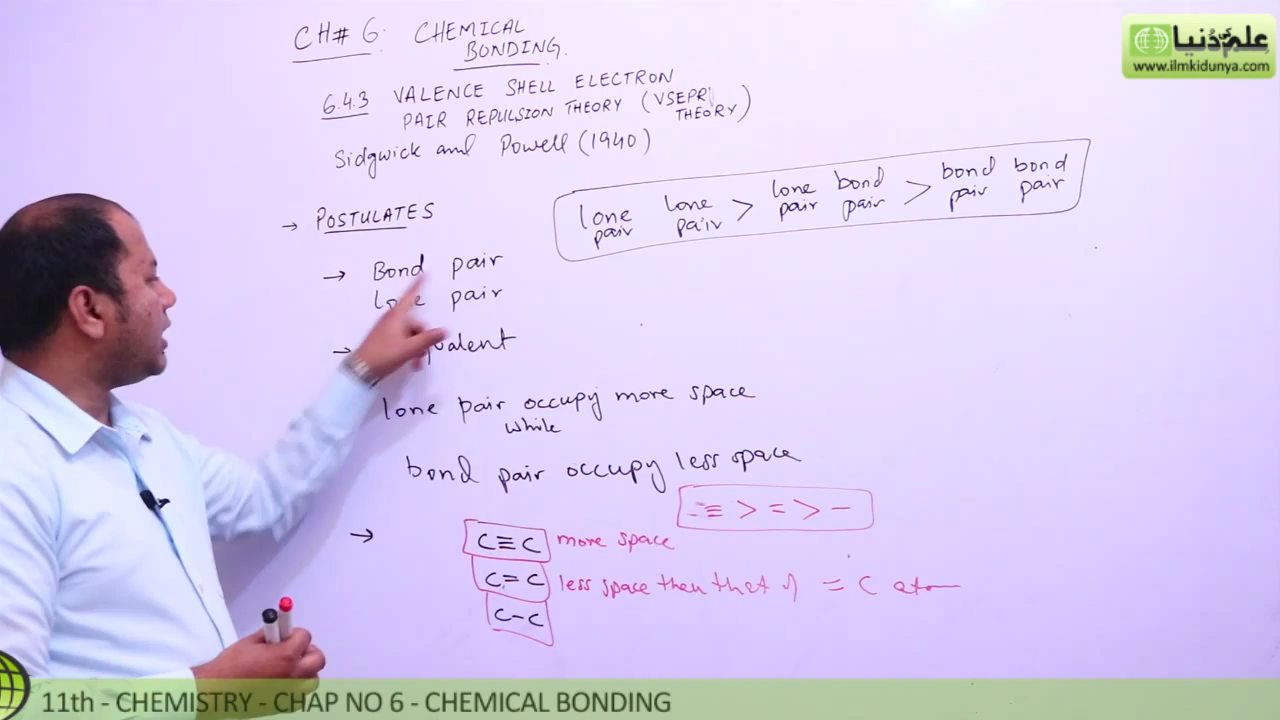 CH# 6. CHEMICAL
BONDING.
علم کی دنیا
www.ilmkidunya.com
6.4.3 VALENCE SHELL ELECTRON
PAIR REPULSION THEORY (VSEPR
THEORY)
Sidgwick and Powell (1940)
lone pair lone pair > lone pair bond pair > bond pair bond pair
→ POSTULATES
→ Bond pair
pair
→
lone pair occupy more space
while
bond pair occupy less space
≡ > = > -
→ C≡C more space
C=C less space then that = C atom
C-C
11th - CHEMISTRY - CHAP NO 6 - CHEMICAL BONDING